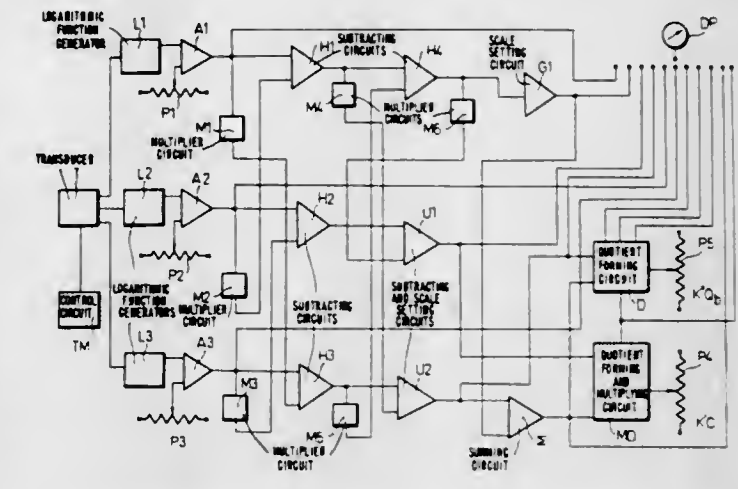 LOGARITHMIC
FUNCTION
GENERATOR
L1
A1
P1
M1
MULTIPLIER
CIRCUIT
SUBTRACTING
CIRCUITS
H1
H4
M4
MULTIPLIER
CIRCUITS
M6
SCALE
SETTING
CIRCUIT
G1
DP
TRANSDUCER
L2
A2
P2
LOGARITHMIC
FUNCTION
GENERATORS
M2
MULTIPLIER
CIRCUIT
H2
SUBTRACTING
CIRCUITS
U1
SUBTRACTING
AND SCALE
SETTING
CIRCUITS
QUOTIENT
FORMING
CIRCUIT
D
P5
K"Qb
CONTROL
CIRCUIT
TM
L3
A3
P3
M3
MULTIPLIER
CIRCUIT
H3
M5
U2
SUMMING
CIRCUIT
Σ
QUOTIENT
FORMING
AND
MULTIPLYING
CIRCUIT
MD
P4
K'C